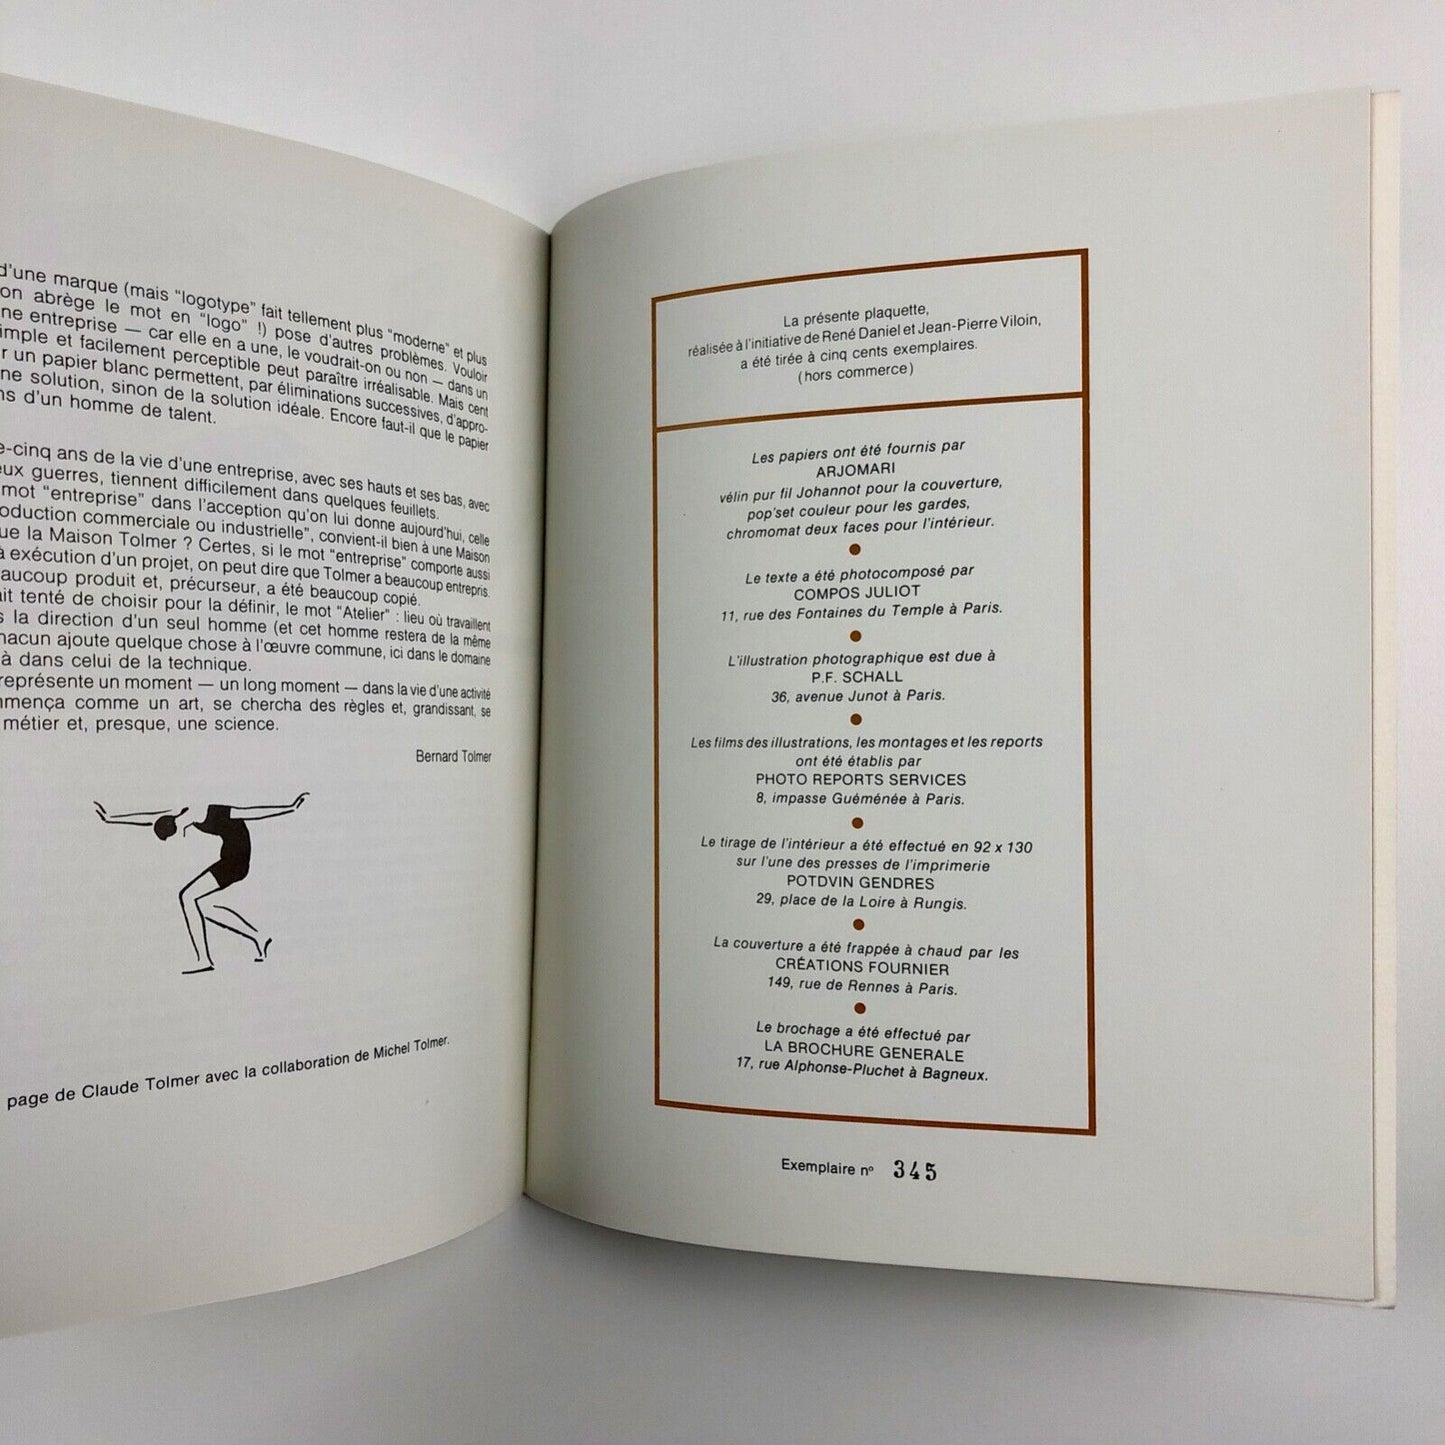 d'une marque (mais "logotype" fait tellement plus "moderne" et plus
on abrège le mot en "logo" !) pose d'autres problèmes. Vouloir
ne entreprise — car elle en a une, le voudrait-on ou non — dans un
imple et facilement perceptible peut paraître irréalisable. Mais cent
r un papier blanc permettent, par éliminations successives, d'appro-
ne solution, sinon de la solution idéale. Encore faut-il que le papier
ns d'un homme de talent.
e-cinq ans de la vie d'une entreprise, avec ses hauts et ses bas, avec
eux guerres, tiennent difficilement dans quelques feuillets.
mot "entreprise" dans l'acception qu'on lui donne aujourd'hui, celle
oduction commerciale ou industrielle", convient-il bien à une Maison
ue la Maison Tolmer ? Certes, si le mot "entreprise" comporte aussi
à exécution d'un projet, on peut dire que Tolmer a beaucoup entrepris.
aucoup produit et, précurseur, a été beaucoup copié.
ait tenté de choisir pour la définir, le mot "Atelier" : lieu où travaillent
s la direction d'un seul homme (et cet homme restera de la même
hacun ajoute quelque chose à l'œuvre commune, ici dans le domaine
à dans celui de la technique.
représente un moment — un long moment — dans la vie d'une activité
mmença comme un art, se chercha des règles et, grandissant, se
métier et, presque, une science.
Bernard Tolmer
page de Claude Tolmer avec la collaboration de Michel Tolmer.
La présente plaquette,
réalisée à l'initiative de René Daniel et Jean-Pierre Viloin,
a été tirée à cinq cents exemplaires.
(hors commerce)
Les papiers ont été fournis par
ARJOMARI
vélin pur fil Johannot pour la couverture,
pop'set couleur pour les gardes,
chromomat deux faces pour l'intérieur.
Le texte a été photocomposé par
COMPOS JULIOT
11, rue des Fontaines du Temple à Paris.
L'illustration photographique est due à
P.F. SCHALL
36, avenue Junot à Paris.
Les films des illustrations, les montages et les reports
ont été établis par
PHOTO REPORTS SERVICES
8, impasse Guéménée à Paris.
Le tirage de l'intérieur a été effectué en 92 x 130
sur l'une des presses de l'imprimerie
POTDVIN GENDRES
29, place de la Loire à Rungis.
La couverture a été frappée à chaud par les
CRÉATIONS FOURNIER
149, rue de Rennes à Paris.
Le brochage a été effectué par
LA BROCHURE GENERALE
17, rue Alphonse-Pluchet à Bagneux.
Exemplaire nº 345